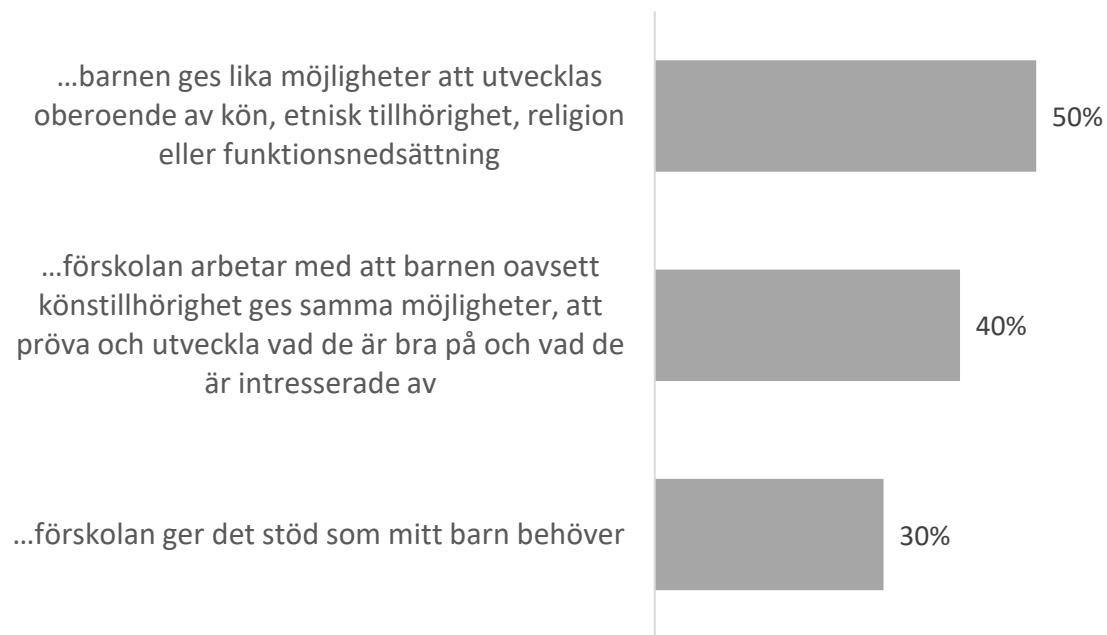 …barnen ges lika möjligheter att utvecklas
oberoende av kön, etnisk tillhörighet, religion
eller funktionsnedsättning
50%
…förskolan arbetar med att barnen oavsett
könstillhörighet ges samma möjligheter, att
pröva och utveckla vad de är bra på och vad de
är intresserade av
40%
…förskolan ger det stöd som mitt barn behöver
30%